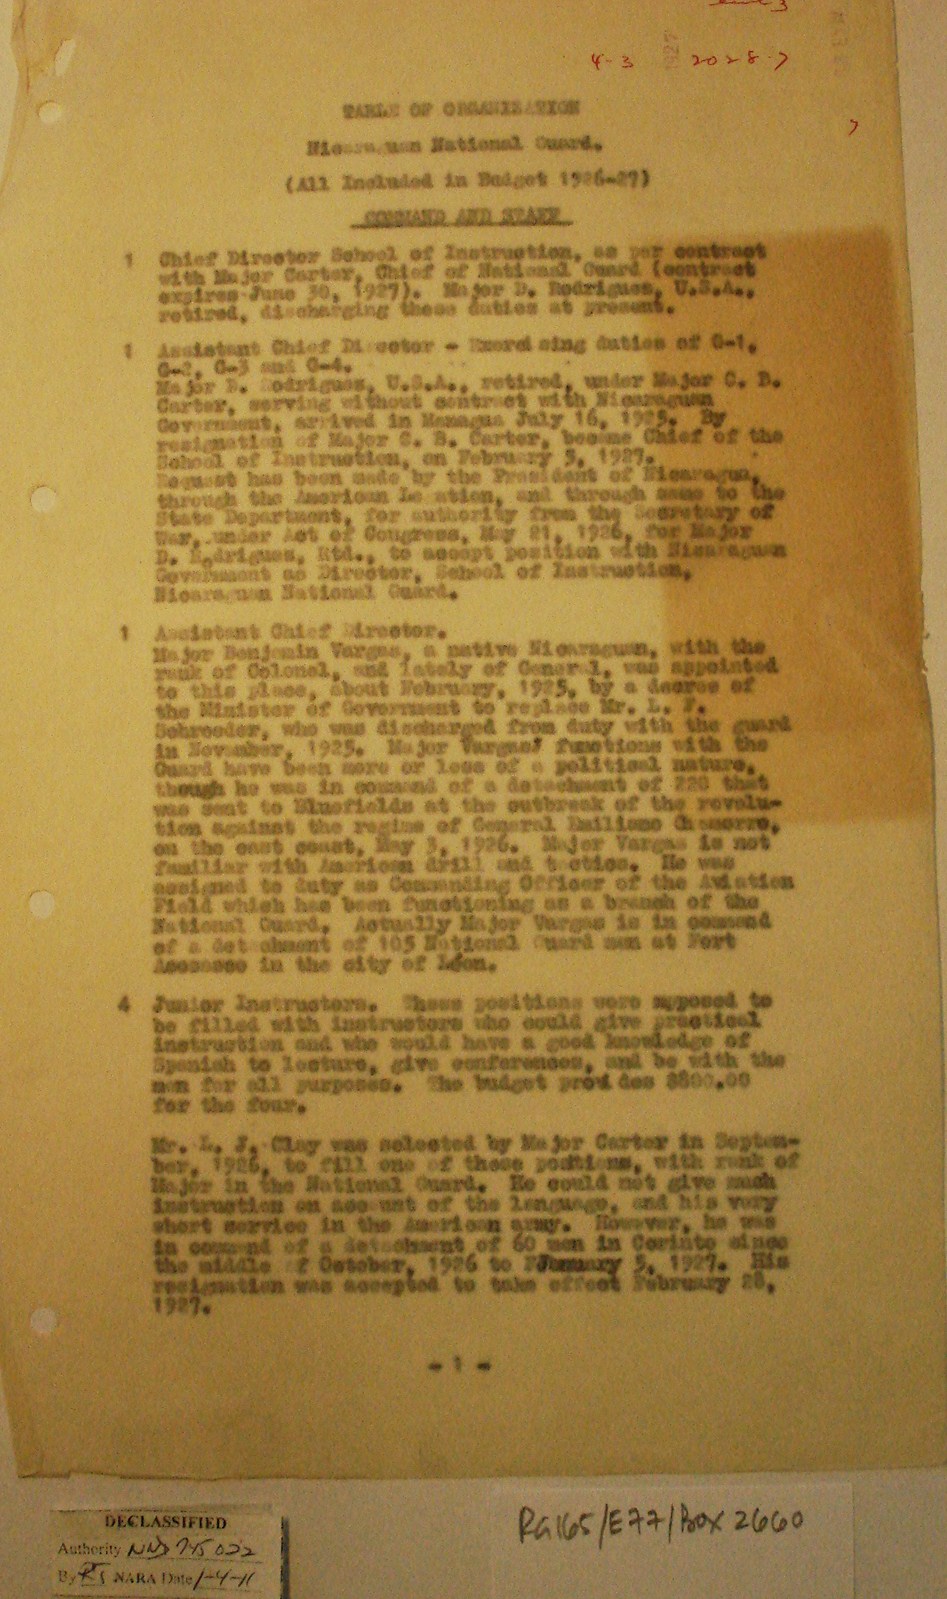 4-3 1927 2028-7
7
TABLE OF ORGANIZATION
Nicaraguan National Guard.
(All Included in Budget 1926-27)
COMMAND AND STAFF
1 Chief Director School of Instruction, as per contract
with Major Carter, Chief of National Guard (contract
expires June 30, 1927). Major D. Rodrigues, U.S.A.,
retired, discharging these duties at present.
1 Assistant Chief Director - Exercising duties of G-1,
G-2, G-3 and G-4.
Major D. Rodrigues, U.S.A., retired, under Major C. B.
Carter, serving without contract with Nicaraguan
Government, arrived in Managua July 16, 1925. By
resignation of Major C. B. Carter, became Chief of the
School of Instruction, on February 3, 1927.
Request has been made by the President of Nicaragua,
through the American Legation, and through same to the
State Department, for authority from the Secretary of
War, under Act of Congress, May 21, 1926, for Major
D. Rodrigues, Rtd., to accept position with Nicaraguan
Government as Director, School of Instruction,
Nicaraguan National Guard.
1 Assistant Chief Director.
Major Benjamin Vargas, a native Nicaraguan, with the
rank of Colonel, and lately of General, was appointed
to this place, about February, 1925, by a decree of
the Minister of Government to replace Mr. L. F.
Schroeder, who was discharged from duty with the guard
in November, 1925. Major Vargas' functions with the
Guard have been more or less of a political nature,
though he was in command of a detachment of 220 that
was sent to Bluefields at the outbreak of the revolu-
tion against the regime of General Emiliano Chamorro,
on the east coast, May 3, 1926. Major Vargas is not
familiar with American drill and tactics. He was
assigned to duty as Commanding Officer of the Aviation
Field which has been functioning as a branch of the
National Guard. Actually Major Vargas is in command
of a detachment of 105 National Guard men at Fort
Acososco in the city of Léon.
4 Junior Instructors. These positions were supposed to
be filled with instructors who could give practical
instruction and who would have a good knowledge of
Spanish to lecture, give conferences, and be with the
men for all purposes. The budget provides $800.00
for the four.
Mr. L. J. Clay was selected by Major Carter in Septem-
ber, 1926, to fill one of these positions, with rank of
Major in the National Guard. He could not give much
instruction on account of the language, and his very
short service in the American army. However, he was
in command of a detachment of 60 men in Corinto since
the middle of October, 1926 to January 5, 1927. His
resignation was accepted to take effect February 28,
1927.
- 1 -
DECLASSIFIED
Authority NND 745022
By RT NARA Date 1-4-11
RG165/E77/Box 2660